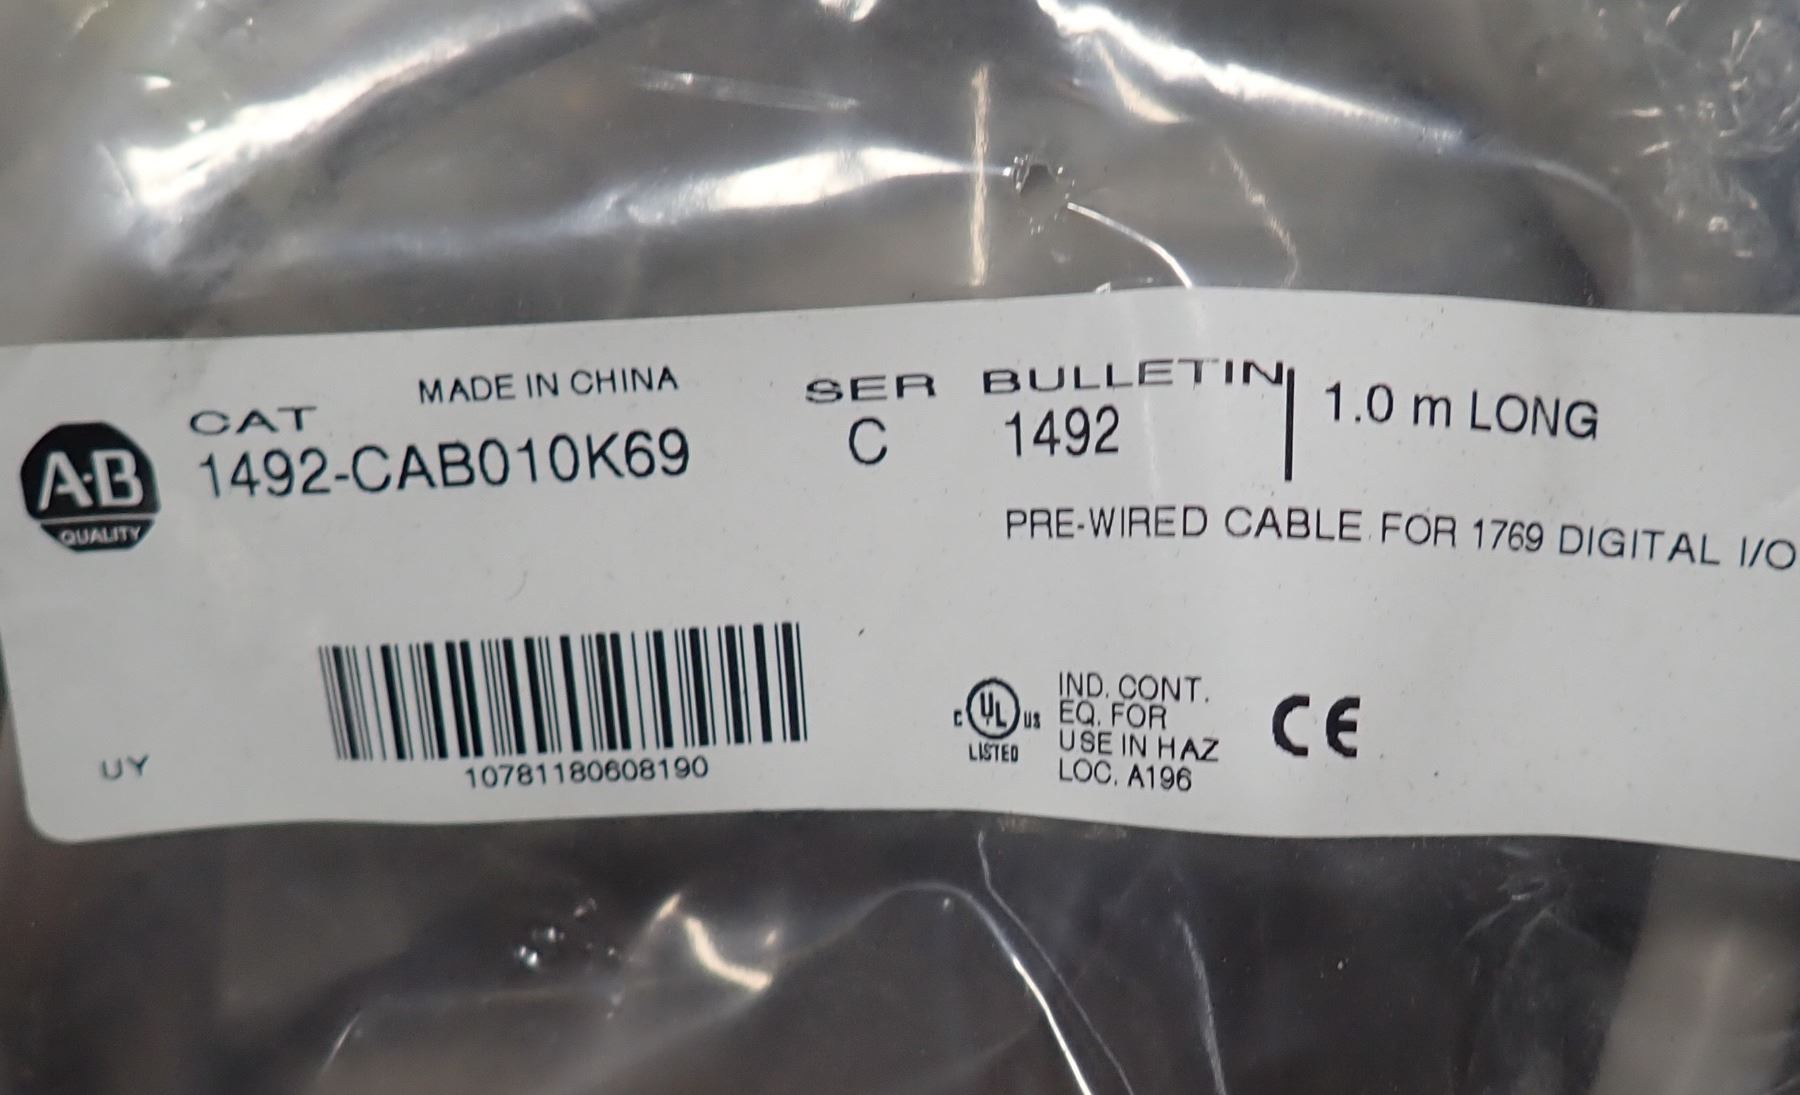 MADE IN CHINA
A·B
QUALITY
CAT
1492-CAB010K69
SER
C
BULLETIN
1492
1.0 m LONG
PRE-WIRED CABLE FOR 1769 DIGITAL I/O
10781180608190
UY
C UL US
LISTED
IND. CONT.
EQ. FOR
USE IN HAZ
LOC. A196
CE